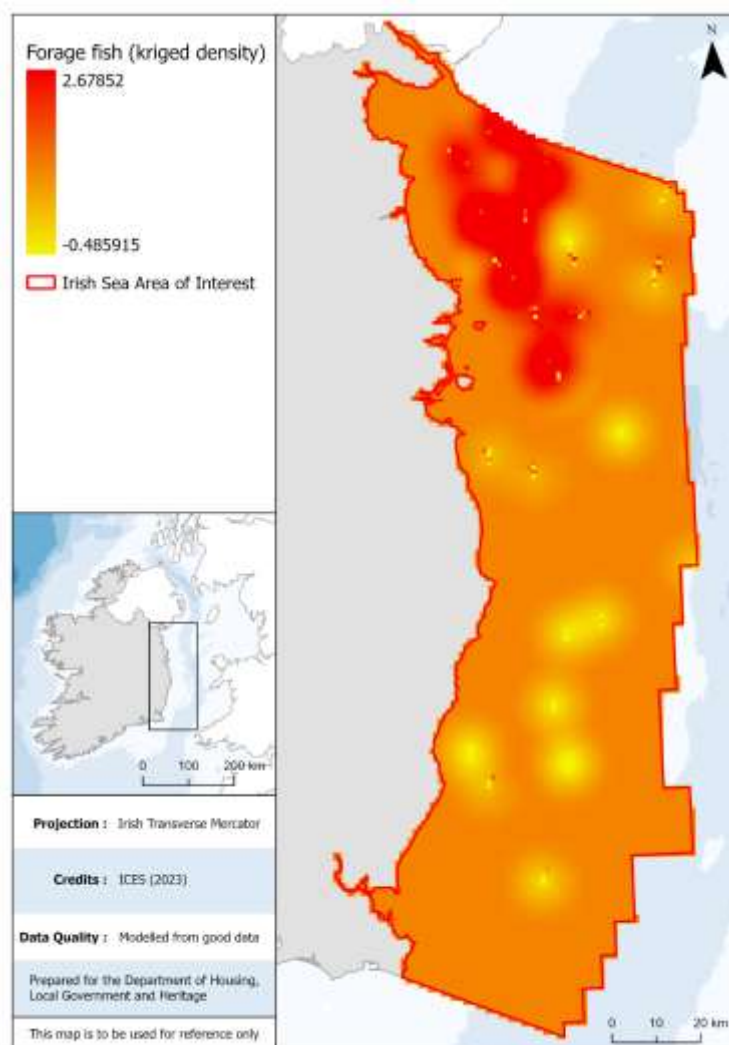 Forage fish (kriged density)
2.67852
-0.485915
Irish Sea Area of Interest
0 100 200 km
Projection : Irish Transverse Mercator
Credits : ICES (2023)
Data Quality : Modelled from good data
Prepared for the Department of Housing,
Local Government and Heritage
This map is to be used for reference only
N
0 10 20 km